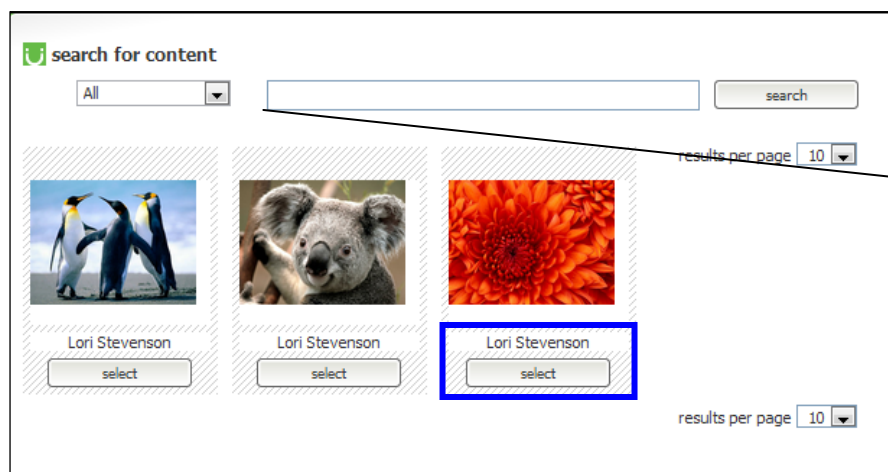 search for content
All
search
results per page 10
Lori Stevenson Lori Stevenson Lori Stevenson
select select select
results per page 10